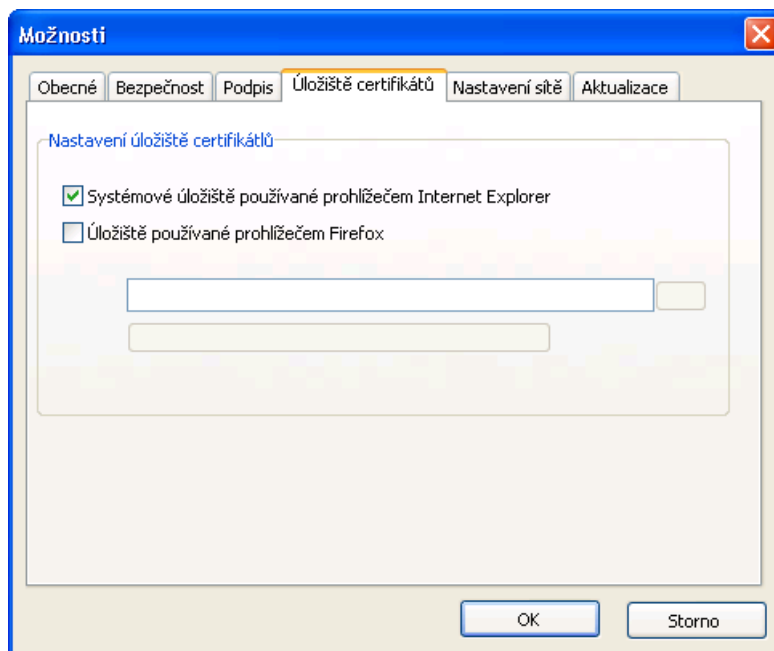 Možnosti
Obecné Bezpečnost Podpis Úložiště certifikátů Nastavení sítě Aktualizace
Nastavení úložiště certifikátlů
Systémové úložiště používané prohlížečem Internet Explorer
Úložiště používané prohlížečem Firefox
OK Storno